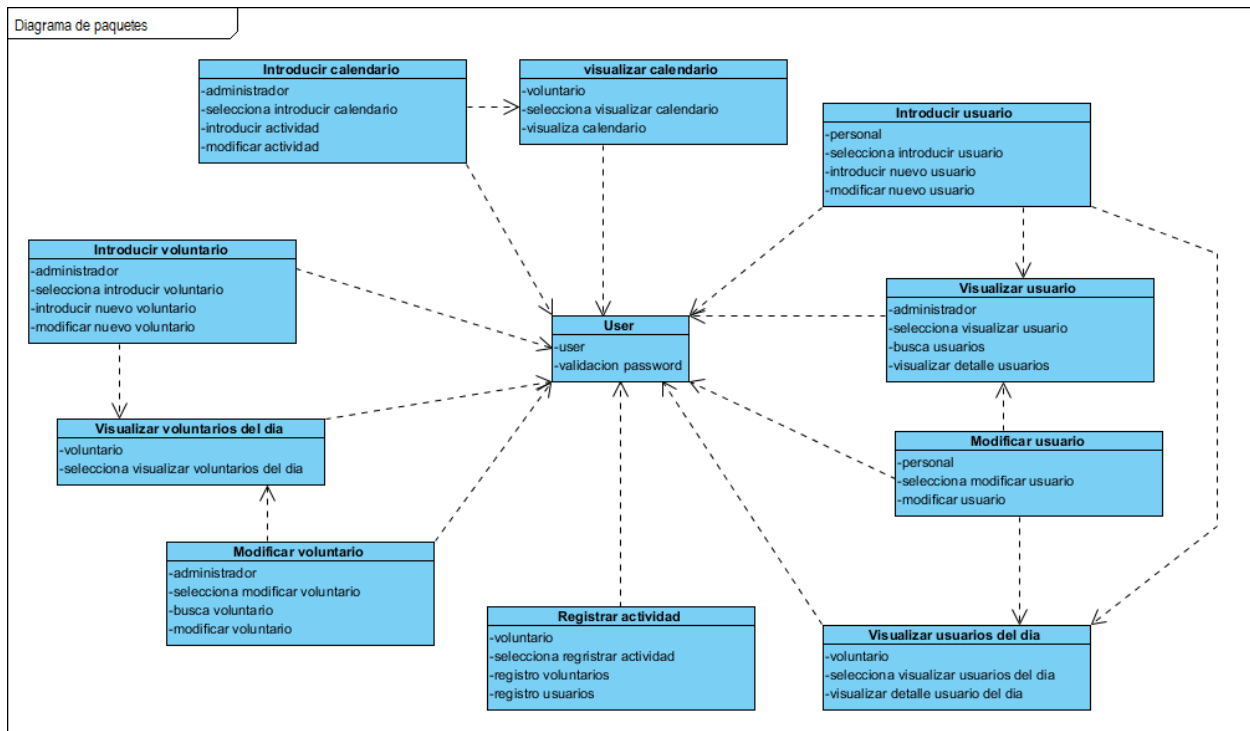 Diagrama de paquetes
Introducir calendario
-administrador
-selecciona introducir calendario
-introducir actividad
-modificar actividad
visualizar calendario
-voluntario
-selecciona visualizar calendario
-visualiza calendario
Introducir usuario
-personal
-selecciona introducir usuario
-introducir nuevo usuario
-modificar nuevo usuario
Introducir voluntario
-administrador
-selecciona introducir voluntario
-introducir nuevo voluntario
-modificar nuevo voluntario
User
-user
-validacion password
Visualizar usuario
-administrador
-selecciona visualizar usuario
-busca usuarios
-visualizar detalle usuarios
Visualizar voluntarios del dia
-voluntario
-selecciona visualizar voluntarios del dia
Modificar usuario
-personal
-selecciona modificar usuario
-modificar usuario
Modificar voluntario
-administrador
-selecciona modificar voluntario
-busca voluntario
-modificar voluntario
Registrar actividad
-voluntario
-selecciona regristrar actividad
-registro voluntarios
-registro usuarios
Visualizar usuarios del dia
-voluntario
-selecciona visualizar usuarios del dia
-visualizar detalle usuario del dia